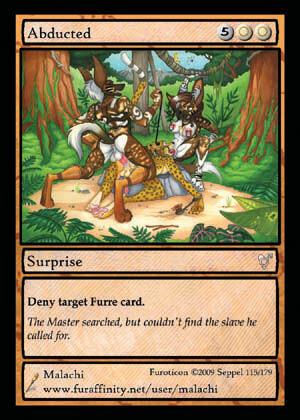 Abducted 5
Surprise
Deny target Furre card.
The Master searched, but couldn't find the slave he
called for.
Malachi Furoticon ©2009 Seppel 115/179
www.furaffinity.net/user/malachi